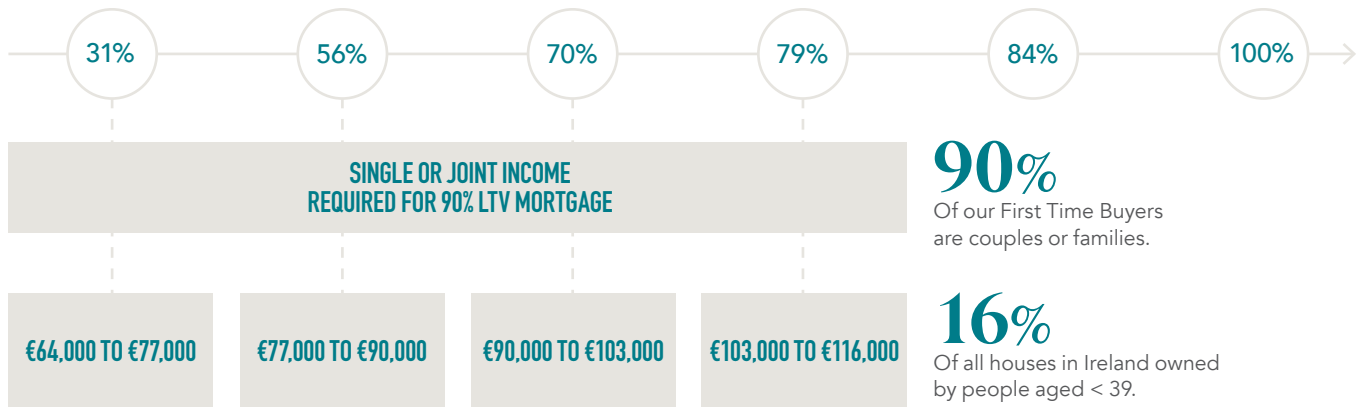 31% 56% 70% 79% 84% 100%
SINGLE OR JOINT INCOME
REQUIRED FOR 90% LTV MORTGAGE
90%
Of our First Time Buyers
are couples or families.
€64,000 TO €77,000 €77,000 TO €90,000 €90,000 TO €103,000 €103,000 TO €116,000
16%
Of all houses in Ireland owned
by people aged < 39.